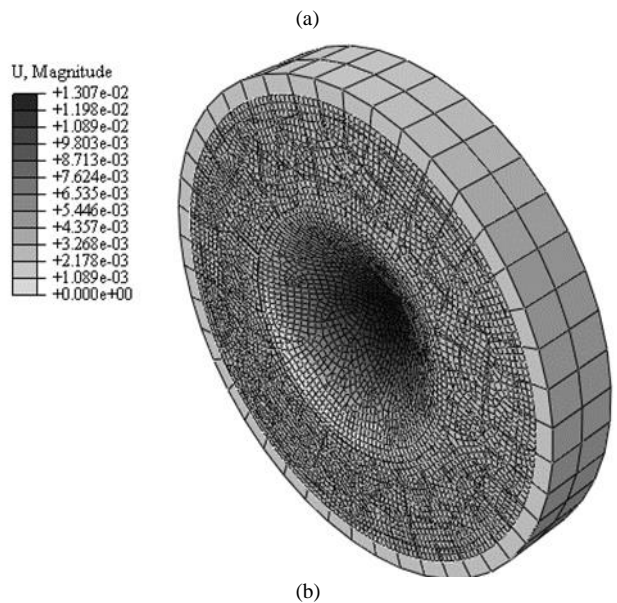 (a)
U, Magnitude
+1.307e-02
+1.198e-02
+1.089e-02
+9.803e-03
+8.713e-03
+7.624e-03
+6.535e-03
+5.446e-03
+4.357e-03
+3.268e-03
+2.178e-03
+1.089e-03
+0.000e+00
(b)